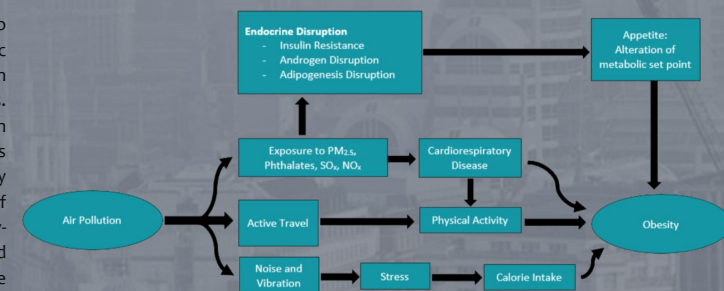 Endocrine Disruption
- Insulin Resistance
- Androgen Disruption
- Adipogenesis Disruption
Appetite:
Alteration of
metabolic set point
Exposure to PM₂.₅,
Phthalates, SOₓ, NOₓ
Cardiorespiratory
Disease
Air Pollution
Active Travel
Physical Activity
Obesity
Noise and
Vibration
Stress
Calorie Intake